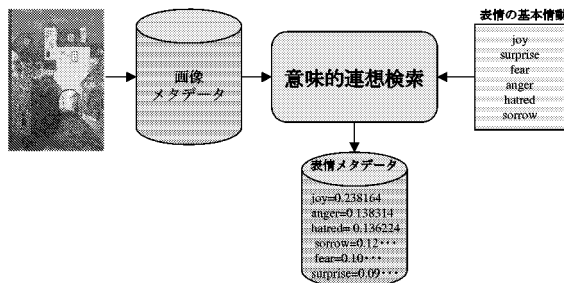 画像
メタデータ
意味的連想検索
表情の基本情動
joy
surprise
fear
anger
hatred
sorrow
表情メタデータ
joy=0.238164
anger=0.138314
hatred= 0.136224
sorrow=0.12･･･
fear=0.10･･･
surprise=0.09･･･